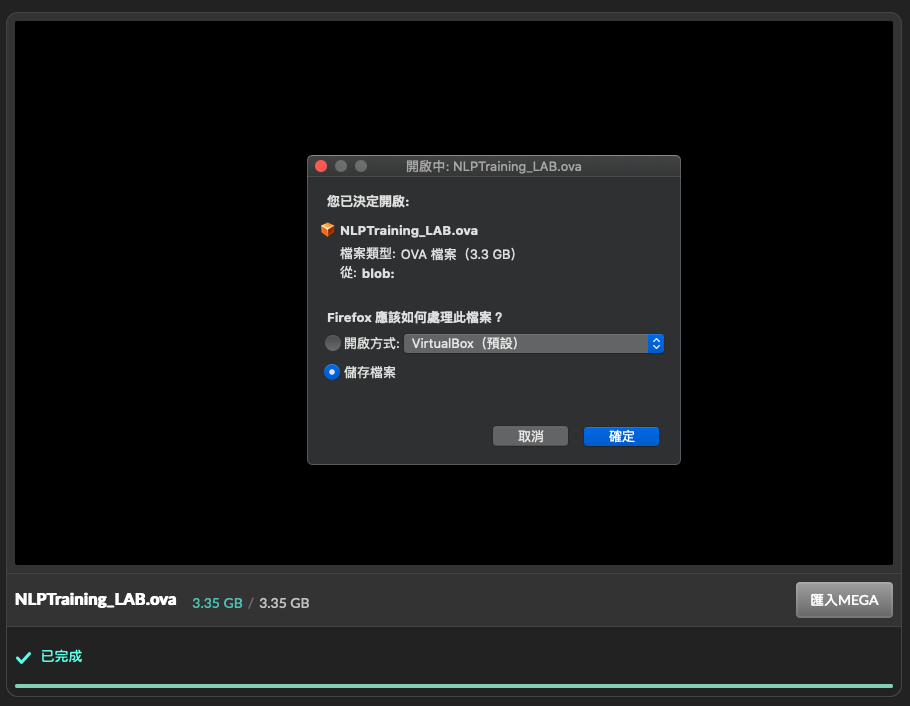 開啟中: NLPTraining_LAB.ova
您已決定開啟:
NLPTraining_LAB.ova
檔案類型: OVA 檔案（3.3 GB）
從: blob:
Firefox 應該如何處理此檔案？
開啟方式: VirtualBox（預設）
儲存檔案
取消 確定
NLPTraining_LAB.ova 3.35 GB / 3.35 GB 匯入MEGA
已完成